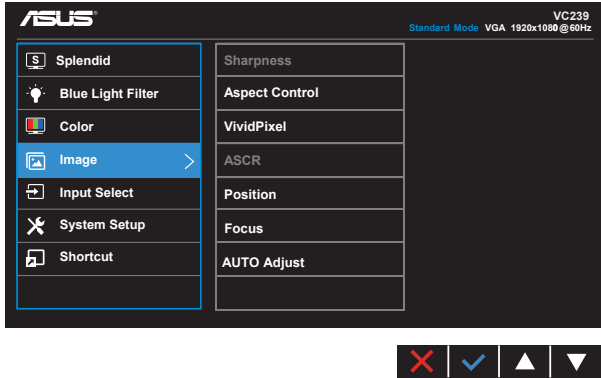 ASUS
VC239
Standard Mode VGA 1920x1080@60Hz
S Splendid
Blue Light Filter
Color
Image
Input Select
System Setup
Shortcut
Sharpness
Aspect Control
VividPixel
ASCR
Position
Focus
AUTO Adjust